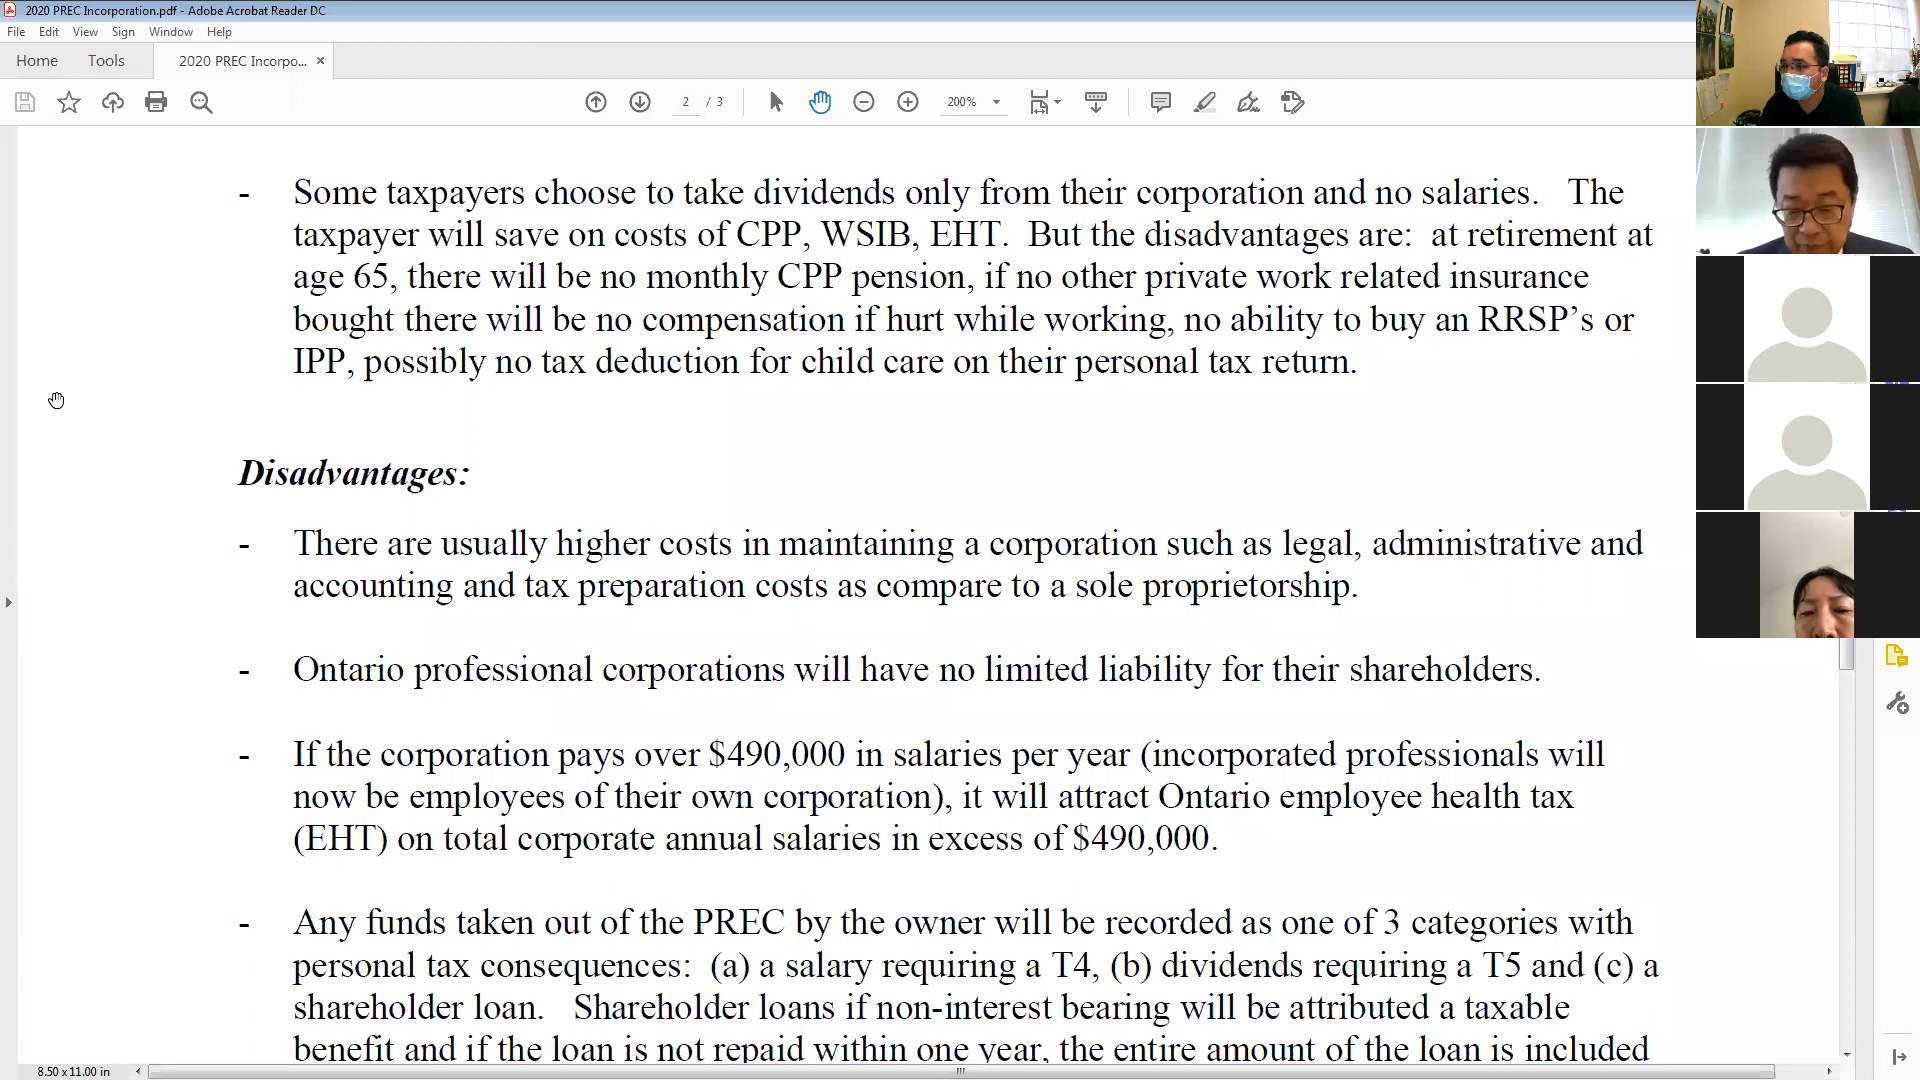 2020 PREC Incorporation.pdf - Adobe Acrobat Reader DC
File Edit View Sign Window Help
Home Tools 2020 PREC Incorpo... ×
2 / 3 200%
- Some taxpayers choose to take dividends only from their corporation and no salaries. The
taxpayer will save on costs of CPP, WSIB, EHT. But the disadvantages are: at retirement at
age 65, there will be no monthly CPP pension, if no other private work related insurance
bought there will be no compensation if hurt while working, no ability to buy an RRSP’s or
IPP, possibly no tax deduction for child care on their personal tax return.
Disadvantages:
- There are usually higher costs in maintaining a corporation such as legal, administrative and
accounting and tax preparation costs as compare to a sole proprietorship.
- Ontario professional corporations will have no limited liability for their shareholders.
- If the corporation pays over $490,000 in salaries per year (incorporated professionals will
now be employees of their own corporation), it will attract Ontario employee health tax
(EHT) on total corporate annual salaries in excess of $490,000.
- Any funds taken out of the PREC by the owner will be recorded as one of 3 categories with
personal tax consequences: (a) a salary requiring a T4, (b) dividends requiring a T5 and (c) a
shareholder loan. Shareholder loans if non-interest bearing will be attributed a taxable
benefit and if the loan is not repaid within one year, the entire amount of the loan is included
8.50 x 11.00 in